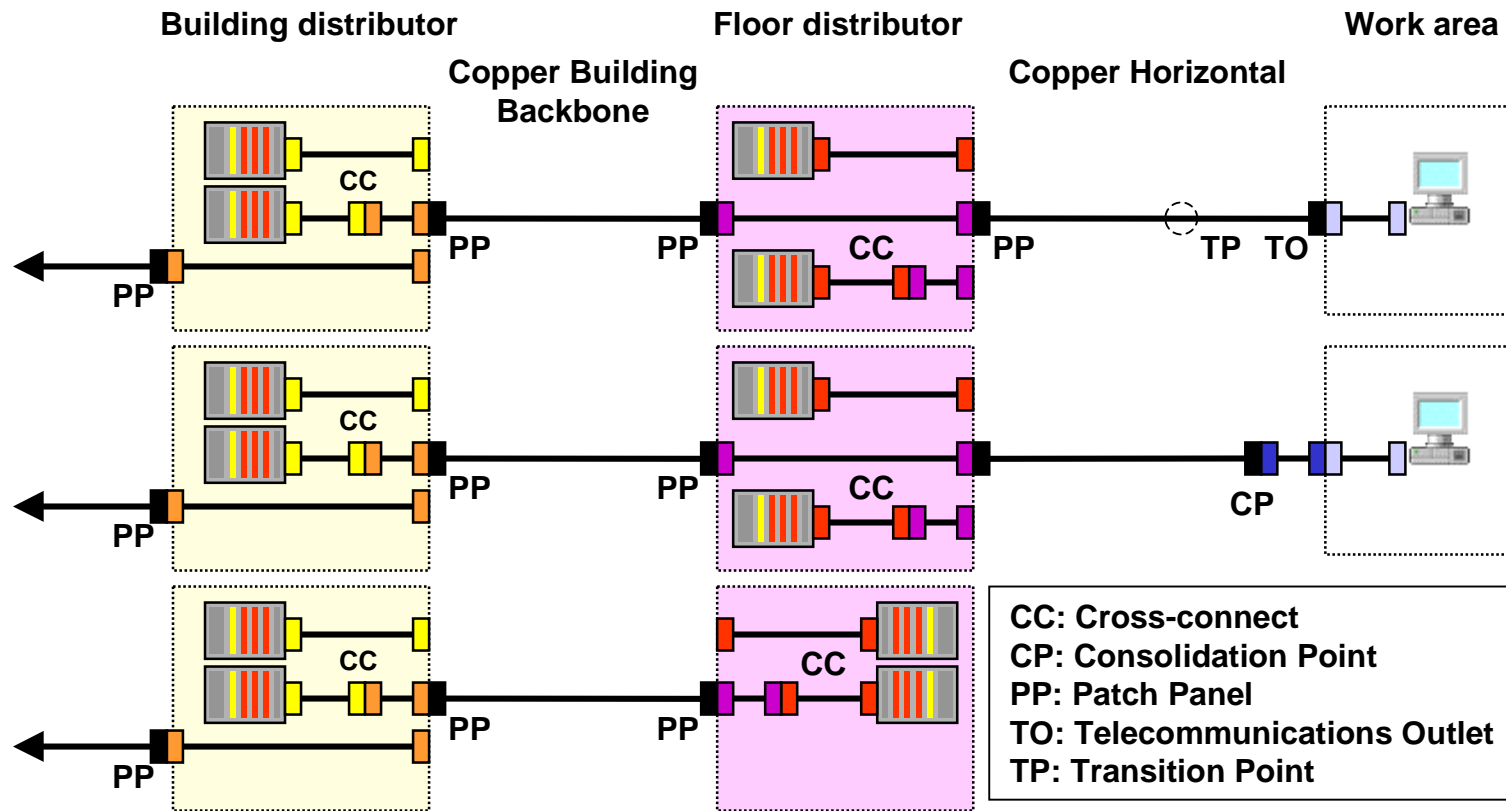 Building distributor
Floor distributor
Work area
Copper Building
Backbone
Copper Horizontal
CC
PP
PP
CC
PP
TP
TO
PP
CC
PP
PP
CC
CP
PP
CC
PP
PP
CC
PP
CC: Cross-connect
CP: Consolidation Point
PP: Patch Panel
TO: Telecommunications Outlet
TP: Transition Point